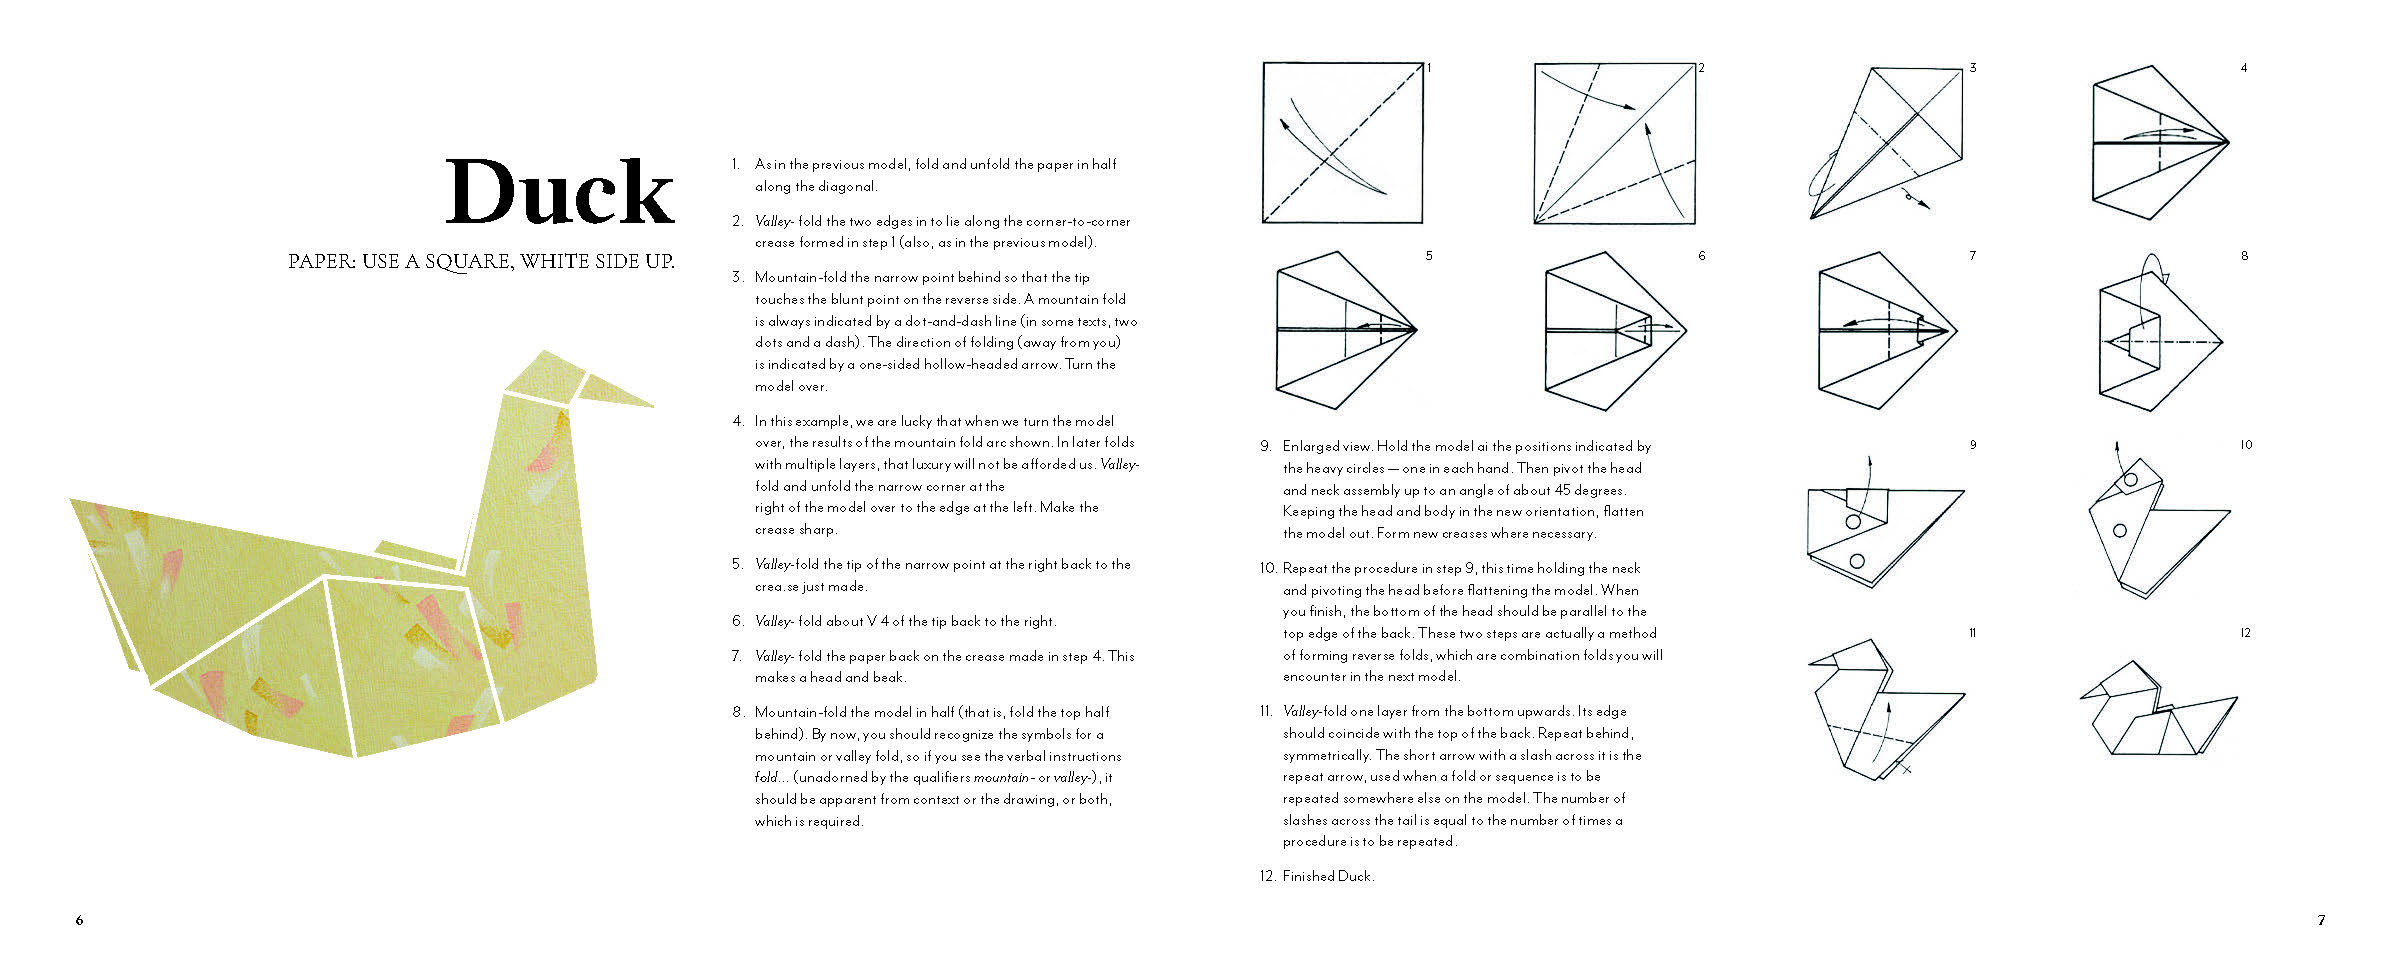 Duck
PAPER: USE A SQUARE, WHITE SIDE UP.
1. As in the previous model, fold and unfold the paper in half
along the diagonal.
2. Valley- fold the two edges in to lie along the corner-to-corner
crease formed in step 1 (also, as in the previous model).
3. Mountain-fold the narrow point behind so that the tip
touches the blunt point on the reverse side. A mountain fold
is always indicated by a dot-and-dash line (in some texts, two
dots and a dash). The direction of folding (away from you)
is indicated by a one-sided hollow-headed arrow. Turn the
model over.
4. In this example, we are lucky that when we turn the model
over, the results of the mountain fold arc shown. In later folds
with multiple layers, that luxury will not be afforded us. Valley-
fold and unfold the narrow corner at the
right of the model over to the edge at the left. Make the
crease sharp.
5. Valley-fold the tip of the narrow point at the right back to the
crea.se just made.
6. Valley- fold about V 4 of the tip back to the right.
7. Valley- fold the paper back on the crease made in step 4. This
makes a head and beak.
8. Mountain-fold the model in half (that is, fold the top half
behind). By now, you should recognize the symbols for a
mountain or valley fold, so if you see the verbal instructions
fold... (unadorned by the qualifiers mountain- or valley-), it
should be apparent from context or the drawing, or both,
which is required.
6
1
2
3
4
5
6
7
8
9. Enlarged view. Hold the model ai the positions indicated by
the heavy circles — one in each hand. Then pivot the head
and neck assembly up to an angle of about 45 degrees.
Keeping the head and body in the new orientation, flatten
the model out. Form new creases where necessary.
10. Repeat the procedure in step 9, this time holding the neck
and pivoting the head before flattening the model. When
you finish, the bottom of the head should be parallel to the
top edge of the back. These two steps are actually a method
of forming reverse folds, which are combination folds you will
encounter in the next model.
11. Valley-fold one layer from the bottom upwards. Its edge
should coincide with the top of the back. Repeat behind,
symmetrically. The short arrow with a slash across it is the
repeat arrow, used when a fold or sequence is to be
repeated somewhere else on the model. The number of
slashes across the tail is equal to the number of times a
procedure is to be repeated.
12. Finished Duck.
9
10
11
12
7